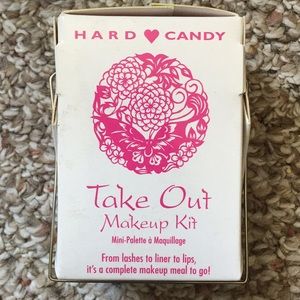 HARD ♥ CANDY
Take Out
Makeup Kit
Mini-Palette à Maquillage
From lashes to liner to lips,
it's a complete makeup meal to go!